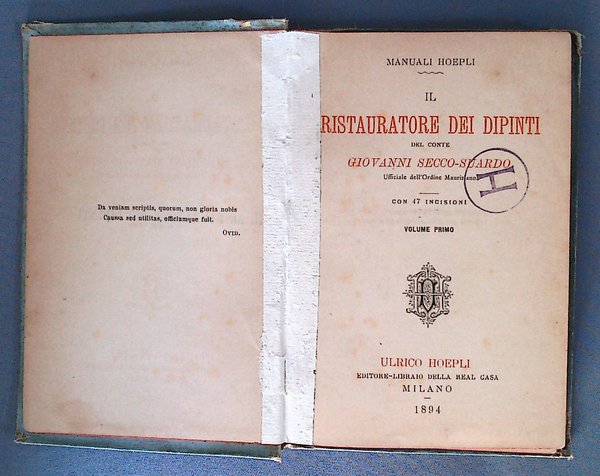 Da veniam scriptis, quorum, non gloria nobis
Caussa sed utilitas, officiumque fuit.
OVID.
MANUALI HOEPLI
IL
RISTAURATORE DEI DIPINTI
DEL CONTE
GIOVANNI SECCO-SUARDO
Ufficiale dell'Ordine Mauriziano
CON 47 INCISIONI
H
VOLUME PRIMO
ULRICO HOEPLI
EDITORE-LIBRAIO DELLA REAL CASA
MILANO
1894